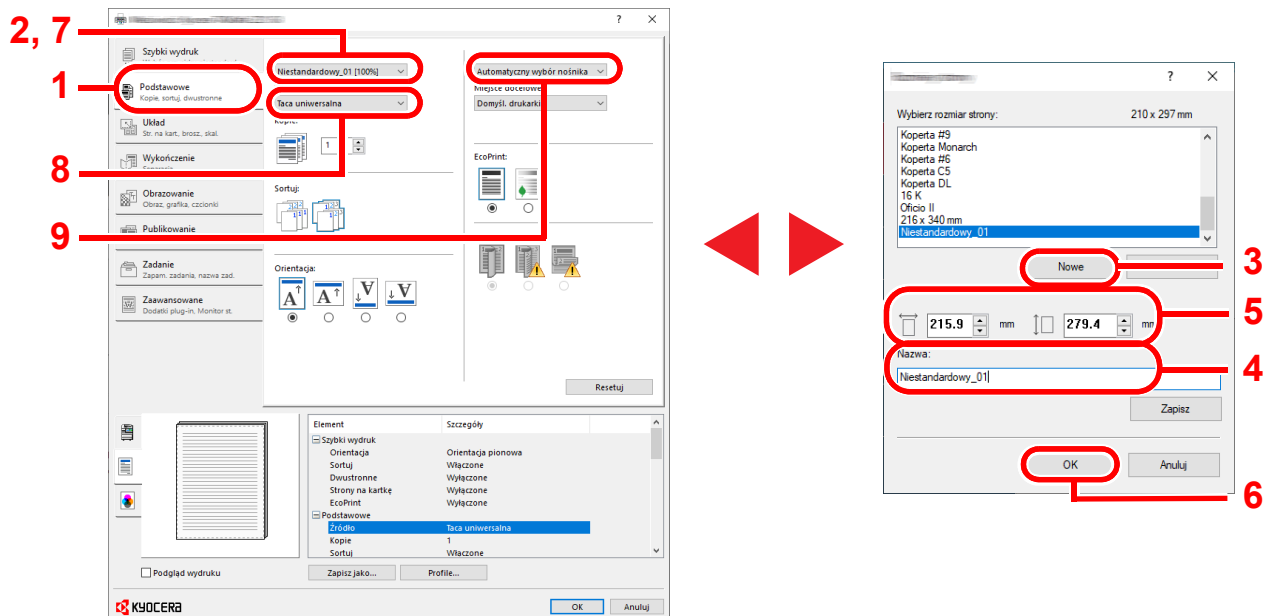 2, 7
1
8
9
?
Szybki wydruk
Podstawowe
Kopie, sortuj, dwustronne
Układ
Str. na kart., brosz., skal.
Wykończenie
Obrazowanie
Obraz, grafika, czcionki
Publikowanie
Zadanie
Zapam. zadania, nazwa zad.
Zaawansowane
Dodatki plug-in, Monitor st.
Niestandardowy_01 [100%]
Taca uniwersalna
Kopie:
1
Sortuj:
Orientacja:
Automatyczny wybór nośnika
Miejsce docelowe
Domyśl. drukarki
EcoPrint:
Resetuj
Element Szczegóły
Szybki wydruk
Orientacja Orientacja pionowa
Sortuj Włączone
Dwustronne Wyłączone
Strony na kartkę Wyłączone
EcoPrint Wyłączone
Podstawowe
Źródło Taca uniwersalna
Kopie 1
Sortuj Włączone
Podgląd wydruku
Zapisz jako... Profile...
KYOCERA
OK Anuluj
?
Wybierz rozmiar strony: 210 x 297 mm
Koperta #9
Koperta Monarch
Koperta #6
Koperta C5
Koperta DL
16 K
Oficio II
216 x 340 mm
Niestandardowy_01
Nowe
3
5
215.9 mm 279.4 mm
Nazwa:
4
Niestandardowy_01
Zapisz
OK Anuluj
6